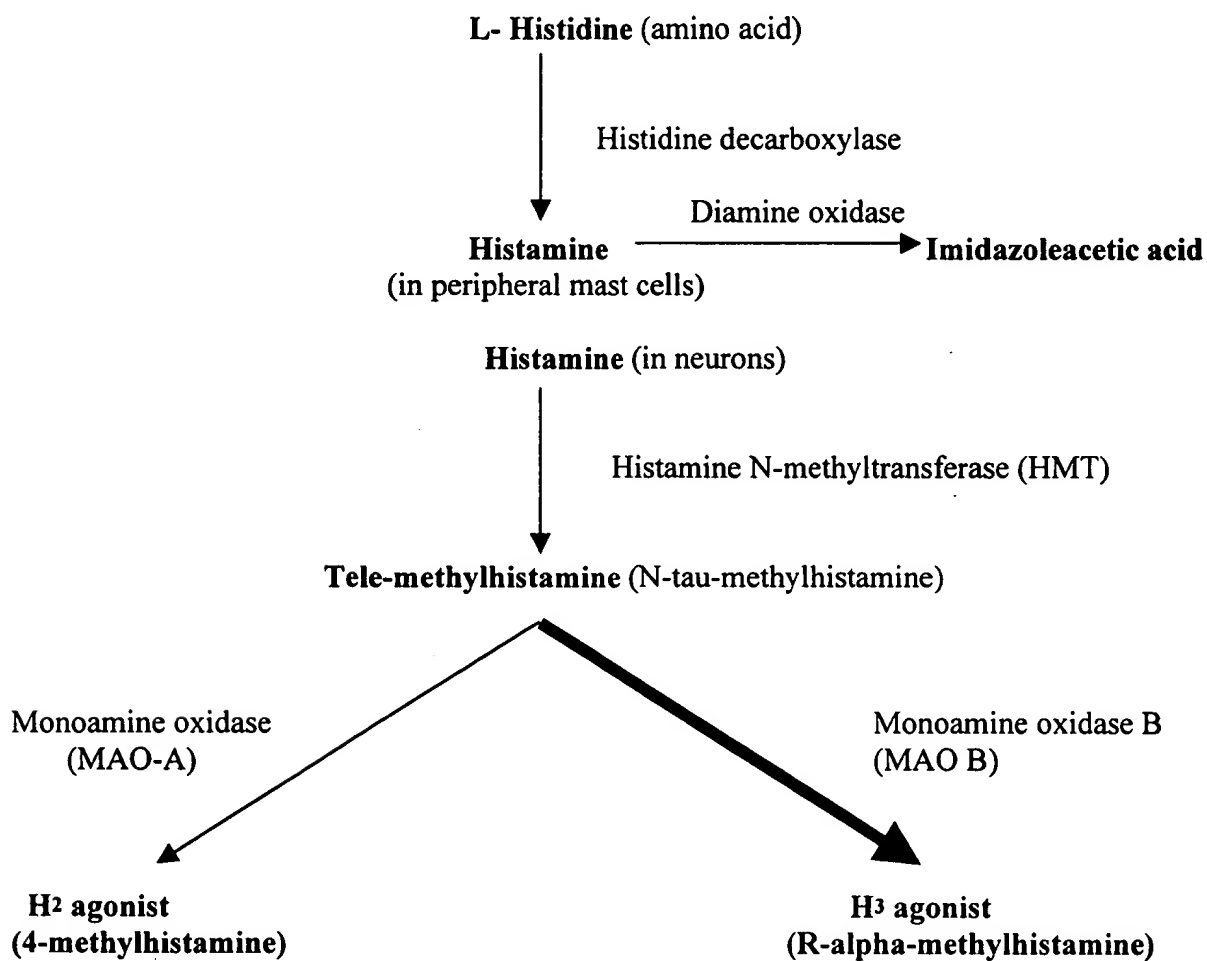 L- Histidine (amino acid)
Histidine decarboxylase
Diamine oxidase
Histamine
(in peripheral mast cells)
Imidazoleacetic acid
Histamine (in neurons)
Histamine N-methyltransferase (HMT)
Tele-methylhistamine (N-tau-methylhistamine)
Monoamine oxidase
(MAO-A)
Monoamine oxidase B
(MAO B)
H2 agonist
(4-methylhistamine)
H3 agonist
(R-alpha-methylhistamine)